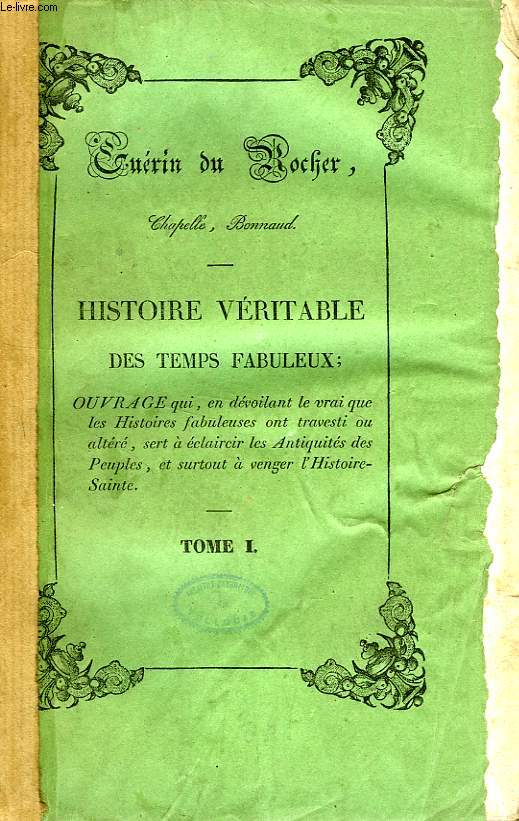 Le-livre.com
Guérin du Rocher,
Chapelle, Bonnaud.
HISTOIRE VÉRITABLE
DES TEMPS FABULEUX;
OUVRAGE qui, en dévoilant le vrai que
les Histoires fabuleuses ont travesti ou
altéré, sert à éclaircir les Antiquités des
Peuples, et surtout à venger l'Histoire-
Sainte.
TOME I.